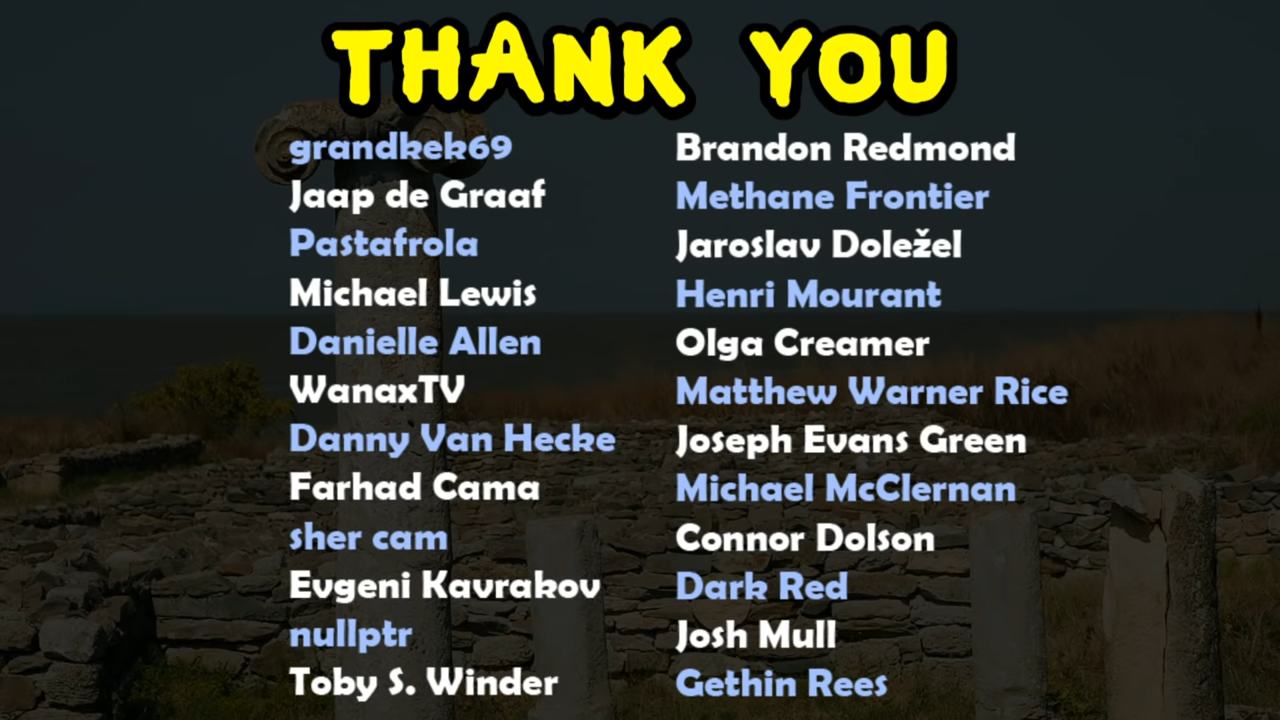 THANK YOU
grandkek69
Jaap de Graaf
Pastafrola
Michael Lewis
Danielle Allen
WanaxTV
Danny Van Hecke
Farhad Cama
sher cam
Evgeni Kavrakov
nullptr
Toby S. Winder
Brandon Redmond
Methane Frontier
Jaroslav Doležel
Henri Mourant
Olga Creamer
Matthew Warner Rice
Joseph Evans Green
Michael McClernan
Connor Dolson
Dark Red
Josh Mull
Gethin Rees